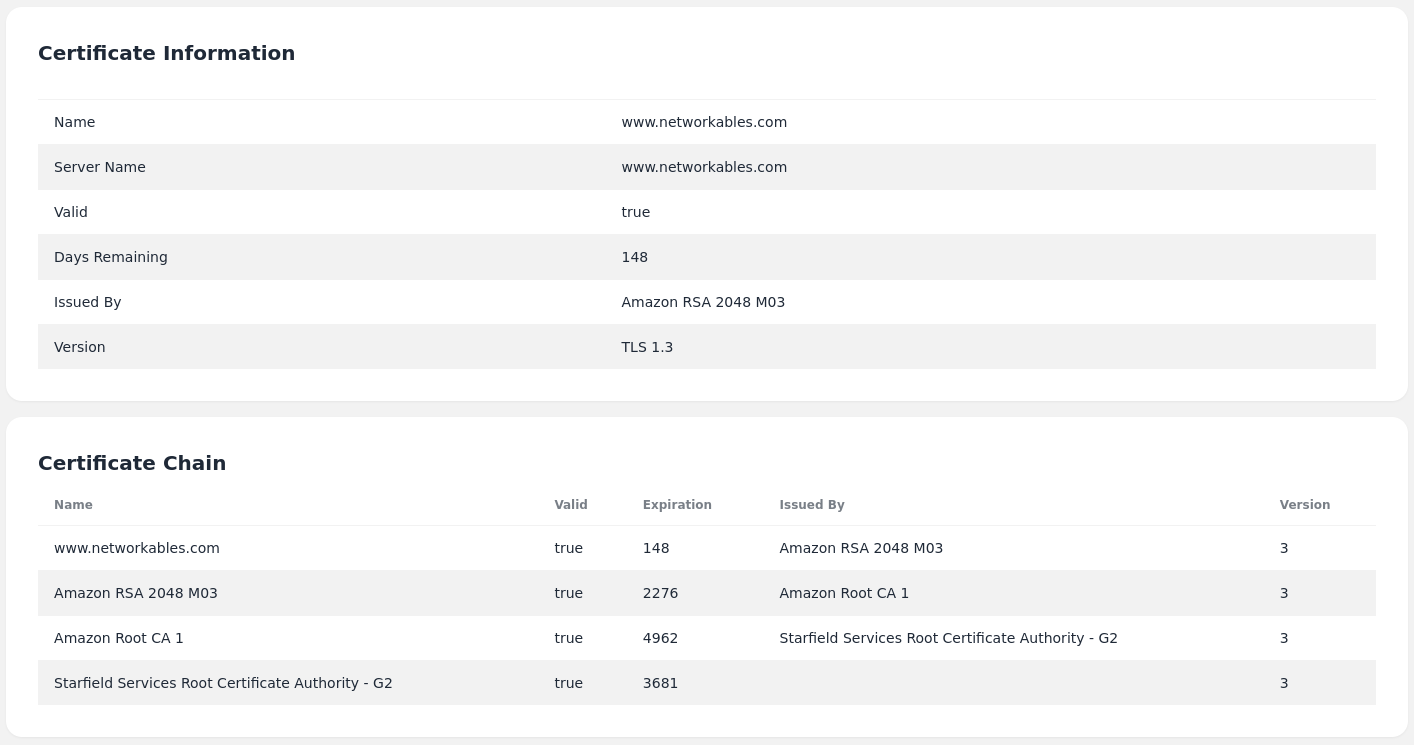 Certificate Information
Name www.networkables.com
Server Name www.networkables.com
Valid true
Days Remaining 148
Issued By Amazon RSA 2048 M03
Version TLS 1.3
Certificate Chain
Name Valid Expiration Issued By Version
www.networkables.com true 148 Amazon RSA 2048 M03 3
Amazon RSA 2048 M03 true 2276 Amazon Root CA 1 3
Amazon Root CA 1 true 4962 Starfield Services Root Certificate Authority - G2 3
Starfield Services Root Certificate Authority - G2 true 3681 3